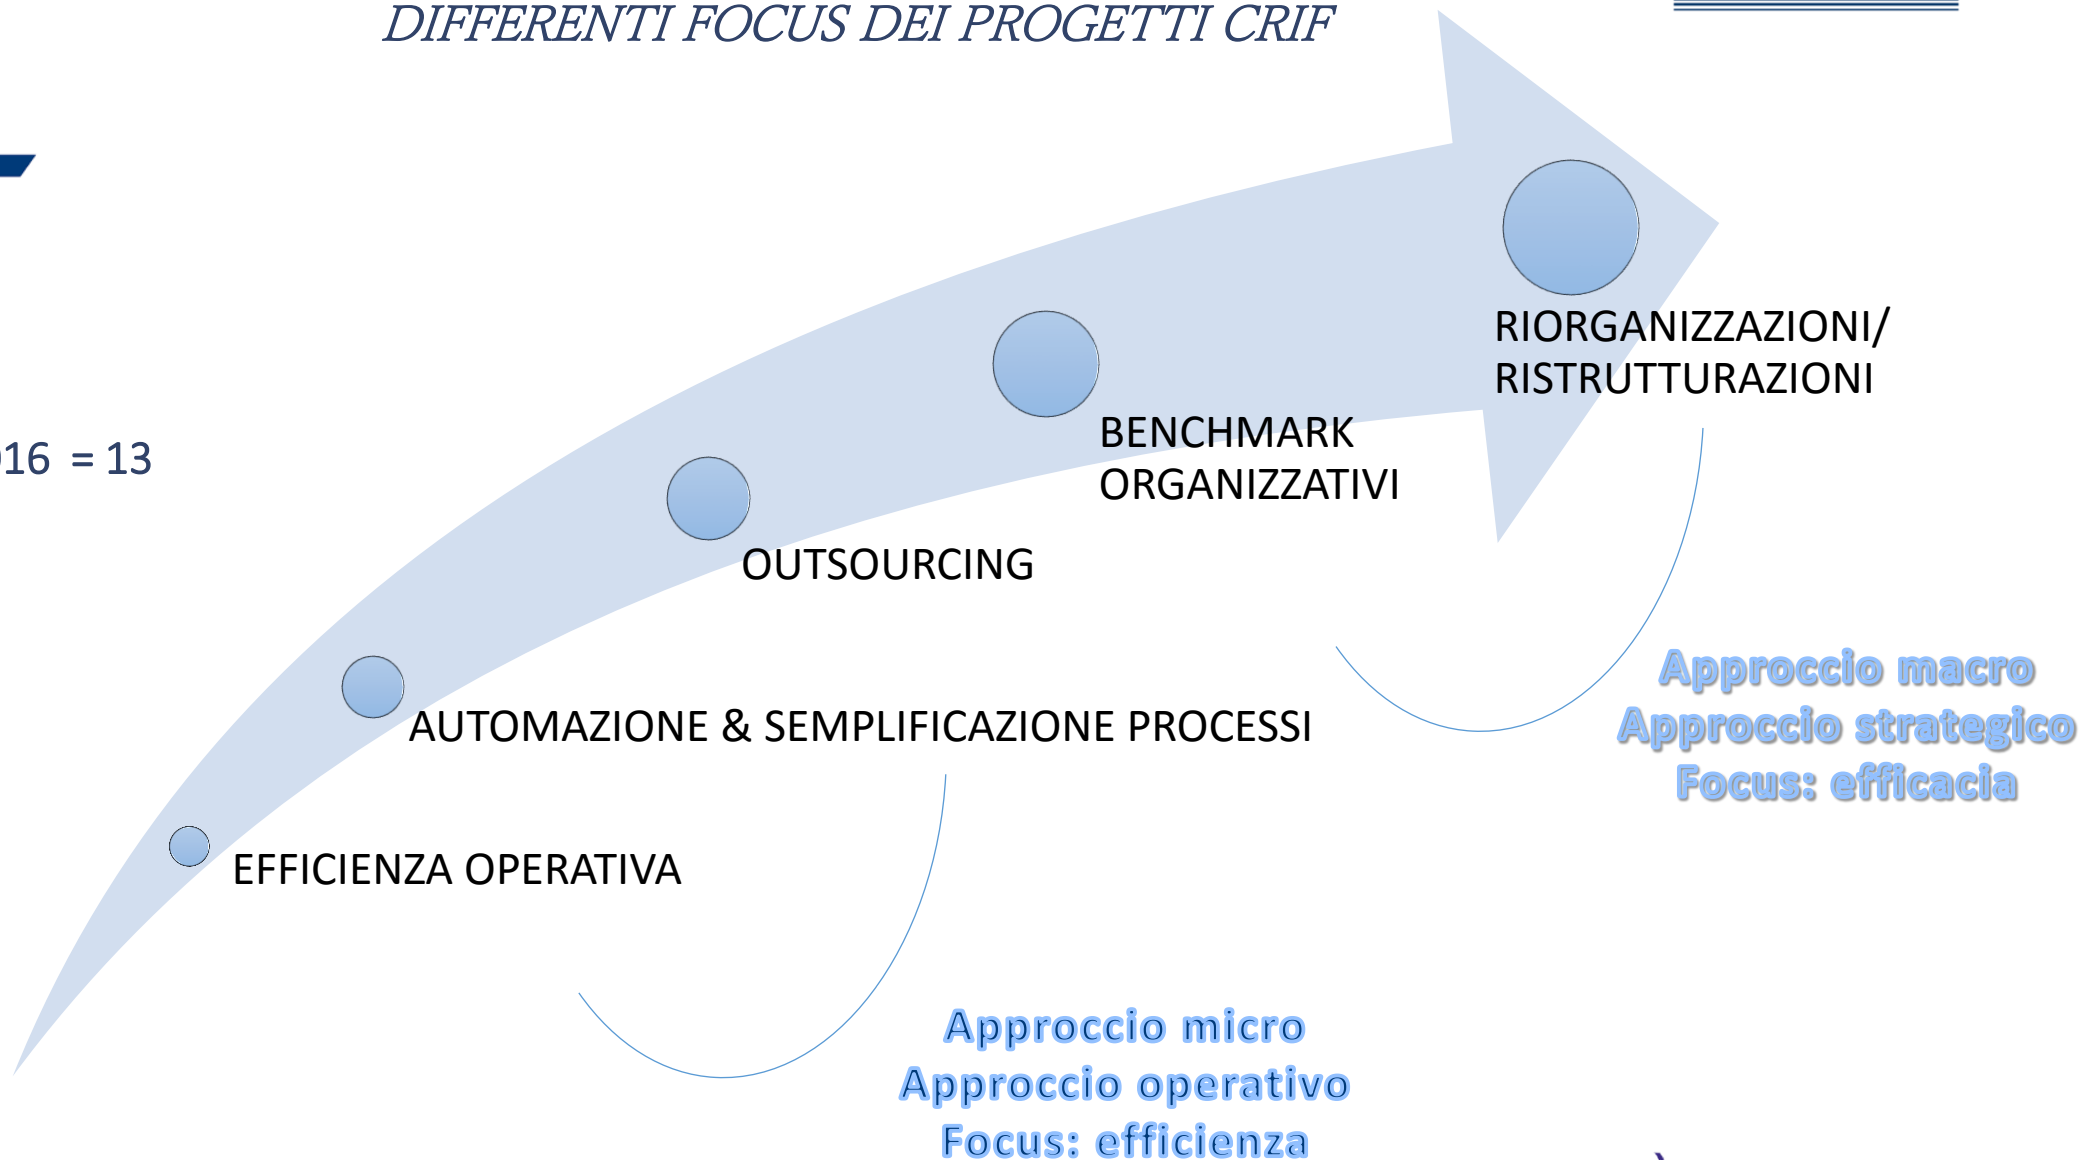 DIFFERENTI FOCUS DEI PROGETTI CRIF
RIORGANIZZAZIONI/
RISTRUTTURAZIONI
BENCHMARK
ORGANIZZATIVI
16 = 13
OUTSOURCING
AUTOMAZIONE & SEMPLIFICAZIONE PROCESSI
EFFICIENZA OPERATIVA
Approccio macro
Approccio strategico
Focus: efficacia
Approccio micro
Approccio operativo
Focus: efficienza